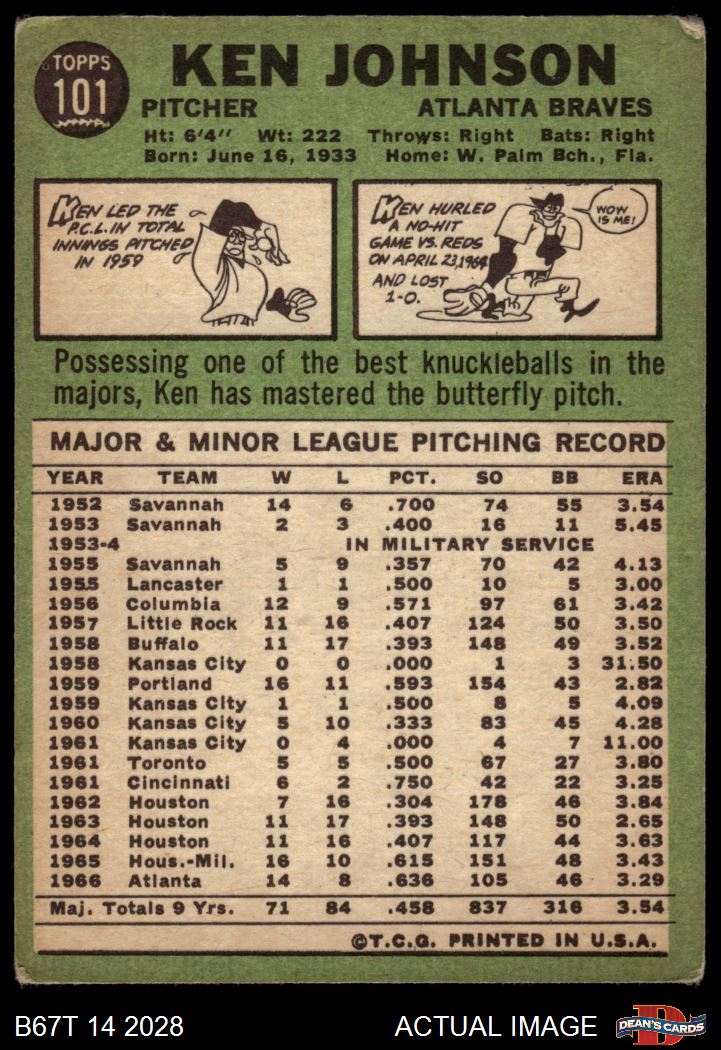 TOPPS
101
KEN JOHNSON
PITCHER ATLANTA BRAVES
Ht: 6'4" Wt: 222 Throws: Right Bats: Right
Born: June 16, 1933 Home: W. Palm Bch., Fla.
KEN LED THE
P.C.L. IN TOTAL
INNINGS PITCHED
IN 1959
KEN HURLED
A NO-HIT
GAME VS. REDS
ON APRIL 23, 1964
AND LOST
1-O.
WOW
IS ME!
Possessing one of the best knuckleballs in the
majors, Ken has mastered the butterfly pitch.
MAJOR & MINOR LEAGUE PITCHING RECORD
YEAR TEAM W L PCT. SO BB ERA
1952 Savannah 14 6 .700 74 55 3.54
1953 Savannah 2 3 .400 16 11 5.45
1953-4 IN MILITARY SERVICE
1955 Savannah 5 9 .357 70 42 4.13
1955 Lancaster 1 1 .500 10 5 3.00
1956 Columbia 12 9 .571 97 61 3.42
1957 Little Rock 11 16 .407 124 50 3.50
1958 Buffalo 11 17 .393 148 49 3.52
1958 Kansas City 0 0 .000 1 3 31.50
1959 Portland 16 11 .593 154 43 2.82
1959 Kansas City 1 1 .500 8 5 4.09
1960 Kansas City 5 10 .333 83 45 4.28
1961 Kansas City 0 4 .000 4 7 11.00
1961 Toronto 5 5 .500 67 27 3.80
1961 Cincinnati 6 2 .750 42 22 3.25
1962 Houston 7 16 .304 178 46 3.84
1963 Houston 11 17 .393 148 50 2.65
1964 Houston 11 16 .407 117 44 3.63
1965 Hous.-Mil. 16 10 .615 151 48 3.43
1966 Atlanta 14 8 .636 105 46 3.29
Maj. Totals 9 Yrs. 71 84 .458 837 316 3.54
©T.C.G. PRINTED IN U.S.A.
B67T 14 2028 ACTUAL IMAGE
D
DEAN'S CARDS